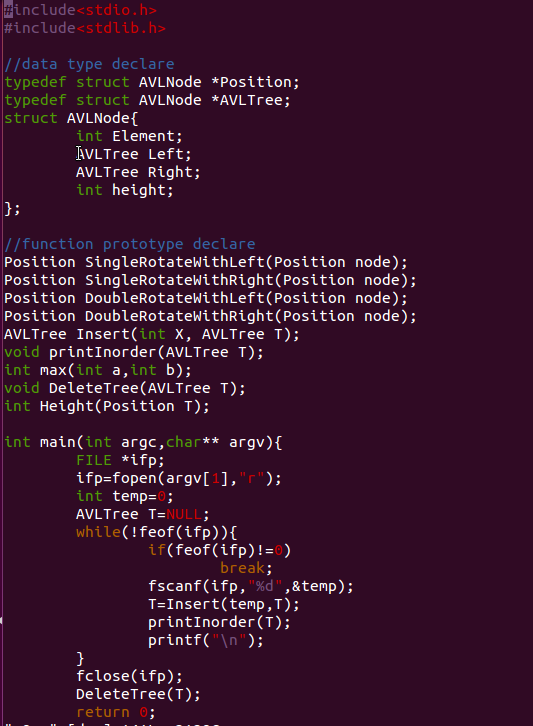 #include<stdio.h>
#include<stdlib.h>

//data type declare
typedef struct AVLNode *Position;
typedef struct AVLNode *AVLTree;
struct AVLNode{
        int Element;
        AVLTree Left;
        AVLTree Right;
        int height;
};

//function prototype declare
Position SingleRotateWithLeft(Position node);
Position SingleRotateWithRight(Position node);
Position DoubleRotateWithLeft(Position node);
Position DoubleRotateWithRight(Position node);
AVLTree Insert(int X, AVLTree T);
void printInorder(AVLTree T);
int max(int a,int b);
void DeleteTree(AVLTree T);
int Height(Position T);

int main(int argc,char** argv){
        FILE *ifp;
        ifp=fopen(argv[1],"r");
        int temp=0;
        AVLTree T=NULL;
        while(!feof(ifp)){
                if(feof(ifp)!=0)
                        break;
                fscanf(ifp,"%d",&temp);
                T=Insert(temp,T);
                printInorder(T);
                printf("\n");
        }
        fclose(ifp);
        DeleteTree(T);
        return 0;